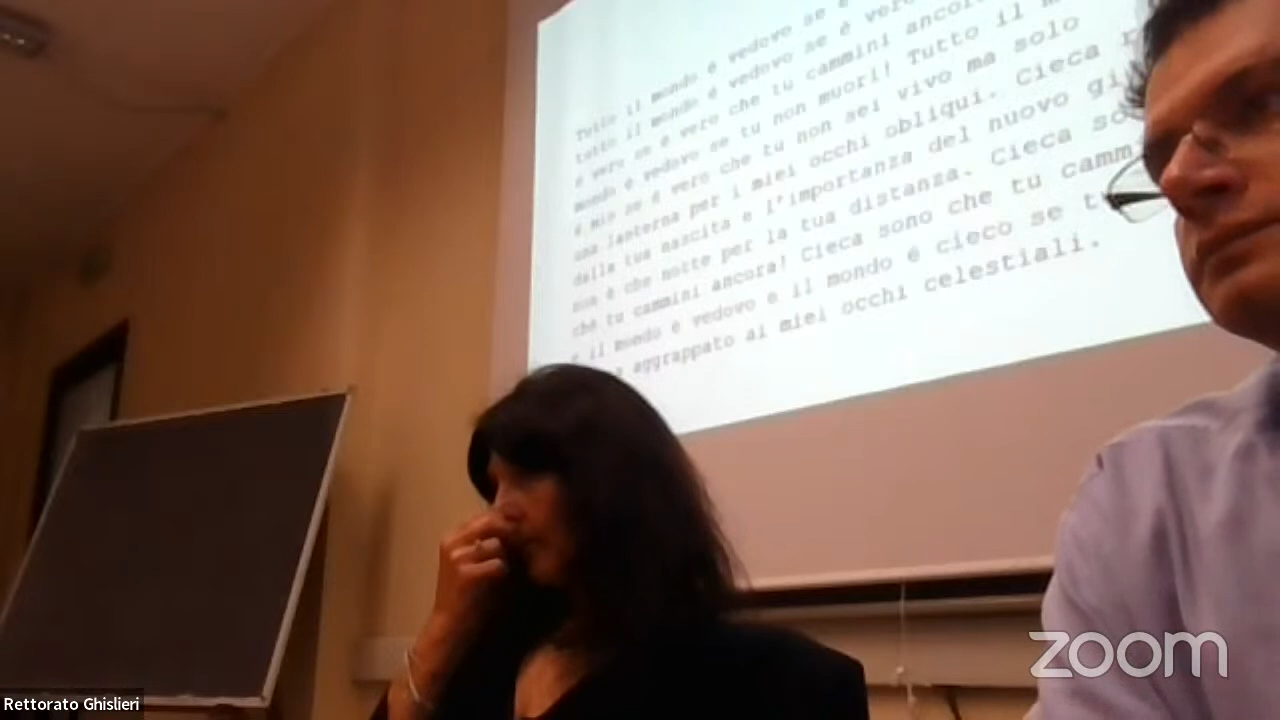 Tutto il mondo è vedovo se è
tutto il mondo è vedovo se è vero
è vero se è vero che tu cammini ancora
mondo è vedovo se tu non muori! Tutto il m
è mio se è vero che tu non sei vivo ma solo
una lanterna per i miei occhi obliqui. Cieca r
dalla tua nascita e l'importanza del nuovo gi
non è che notte per la tua distanza. Cieca so
chè tu cammini ancora! Cieca sono che tu cammi
e il mondo è vedovo e il mondo è cieco se t
aggrappato ai miei occhi celestiali.
zoom
Rettorato Ghislieri